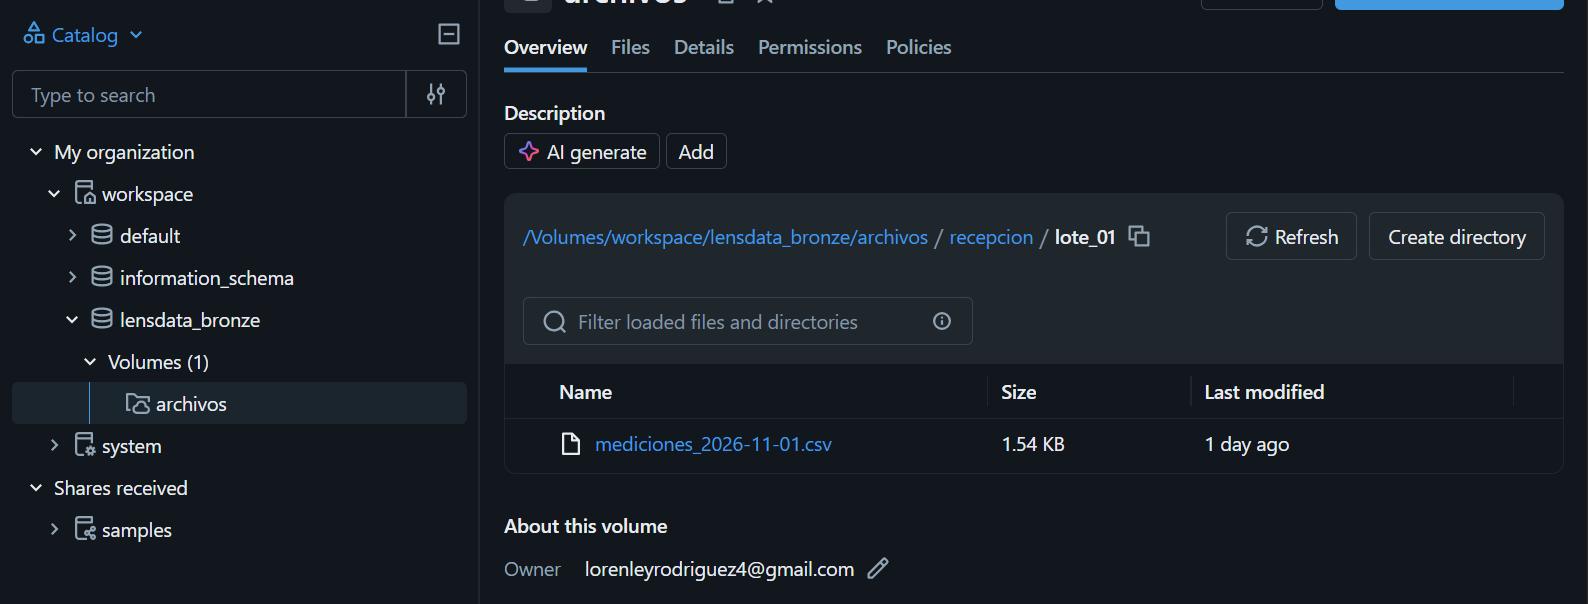 Catalog
Type to search
My organization
workspace
default
information_schema
lensdata_bronze
Volumes (1)
archivos
system
Shares received
samples
archivos
Overview Files Details Permissions Policies
Description
AI generate Add
/Volumes/workspace/lensdata_bronze/archivos / recepcion / lote_01 Refresh Create directory
Filter loaded files and directories
Name Size Last modified
mediciones_2026-11-01.csv 1.54 KB 1 day ago
About this volume
Owner lorenleyrodriguez4@gmail.com